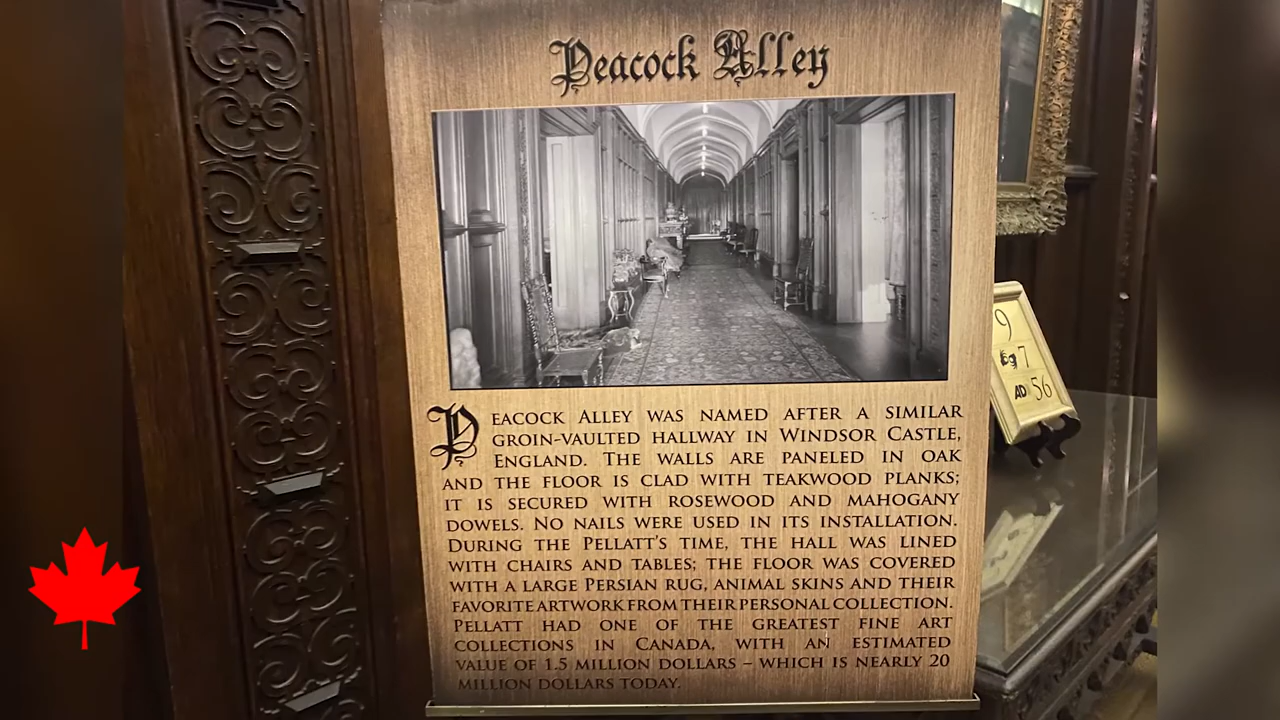 Peacock Alley
PEACOCK ALLEY WAS NAMED AFTER A SIMILAR
GROIN-VAULTED HALLWAY IN WINDSOR CASTLE,
ENGLAND. THE WALLS ARE PANELED IN OAK
AND THE FLOOR IS CLAD WITH TEAKWOOD PLANKS;
IT IS SECURED WITH ROSEWOOD AND MAHOGANY
DOWELS. NO NAILS WERE USED IN ITS INSTALLATION.
DURING THE PELLATT'S TIME, THE HALL WAS LINED
WITH CHAIRS AND TABLES; THE FLOOR WAS COVERED
WITH A LARGE PERSIAN RUG, ANIMAL SKINS AND THEIR
FAVORITE ARTWORK FROM THEIR PERSONAL COLLECTION.
PELLATT HAD ONE OF THE GREATEST FINE ART
COLLECTIONS IN CANADA, WITH AN ESTIMATED
VALUE OF 1.5 MILLION DOLLARS – WHICH IS NEARLY 20
MILLION DOLLARS TODAY.
9
7
AD 56